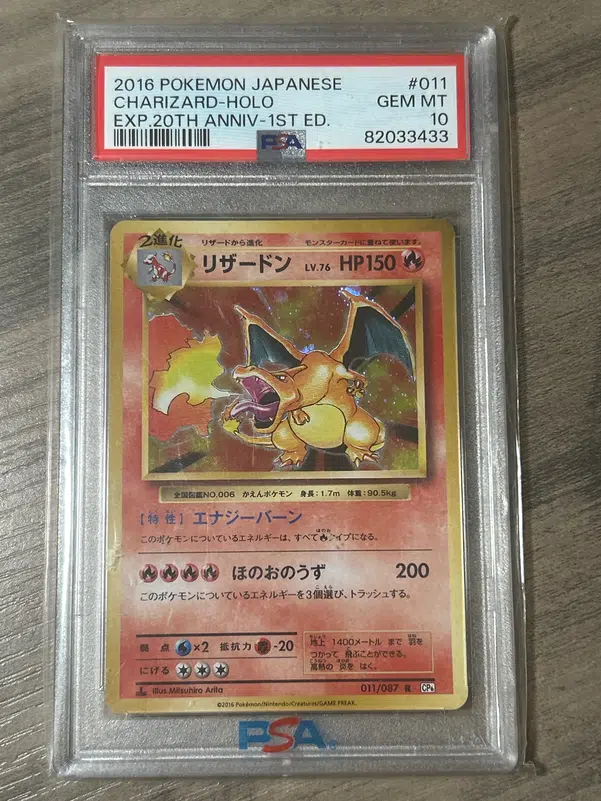 2016 POKEMON JAPANESE #011
CHARIZARD-HOLO GEM MT
EXP.20TH ANNIV-1ST ED. 10
PSA 82033433
2進化 リザードから進化 モンスターカードに重ねて使います。
リザードン LV.76 HP150
全国図鑑NO.006 かえんポケモン 身長:1.7m 体重:90.5kg
[特性] エナジーバーン
このポケモンについているエネルギーは、すべて タイプになる。
ほのおのうず 200
このポケモンについているエネルギーを3個選び、トラッシュする。
弱点 ×2 抵抗力 -20
にげる
地上 1400メートル まで 羽を
つかって 飛ぶことができる。
高熱の 炎を はく。
illus.Mitsuhiro Arita 011/087 R CP6
©2016 Pokémon/Nintendo/Creatures/GAME FREAK.
PSA